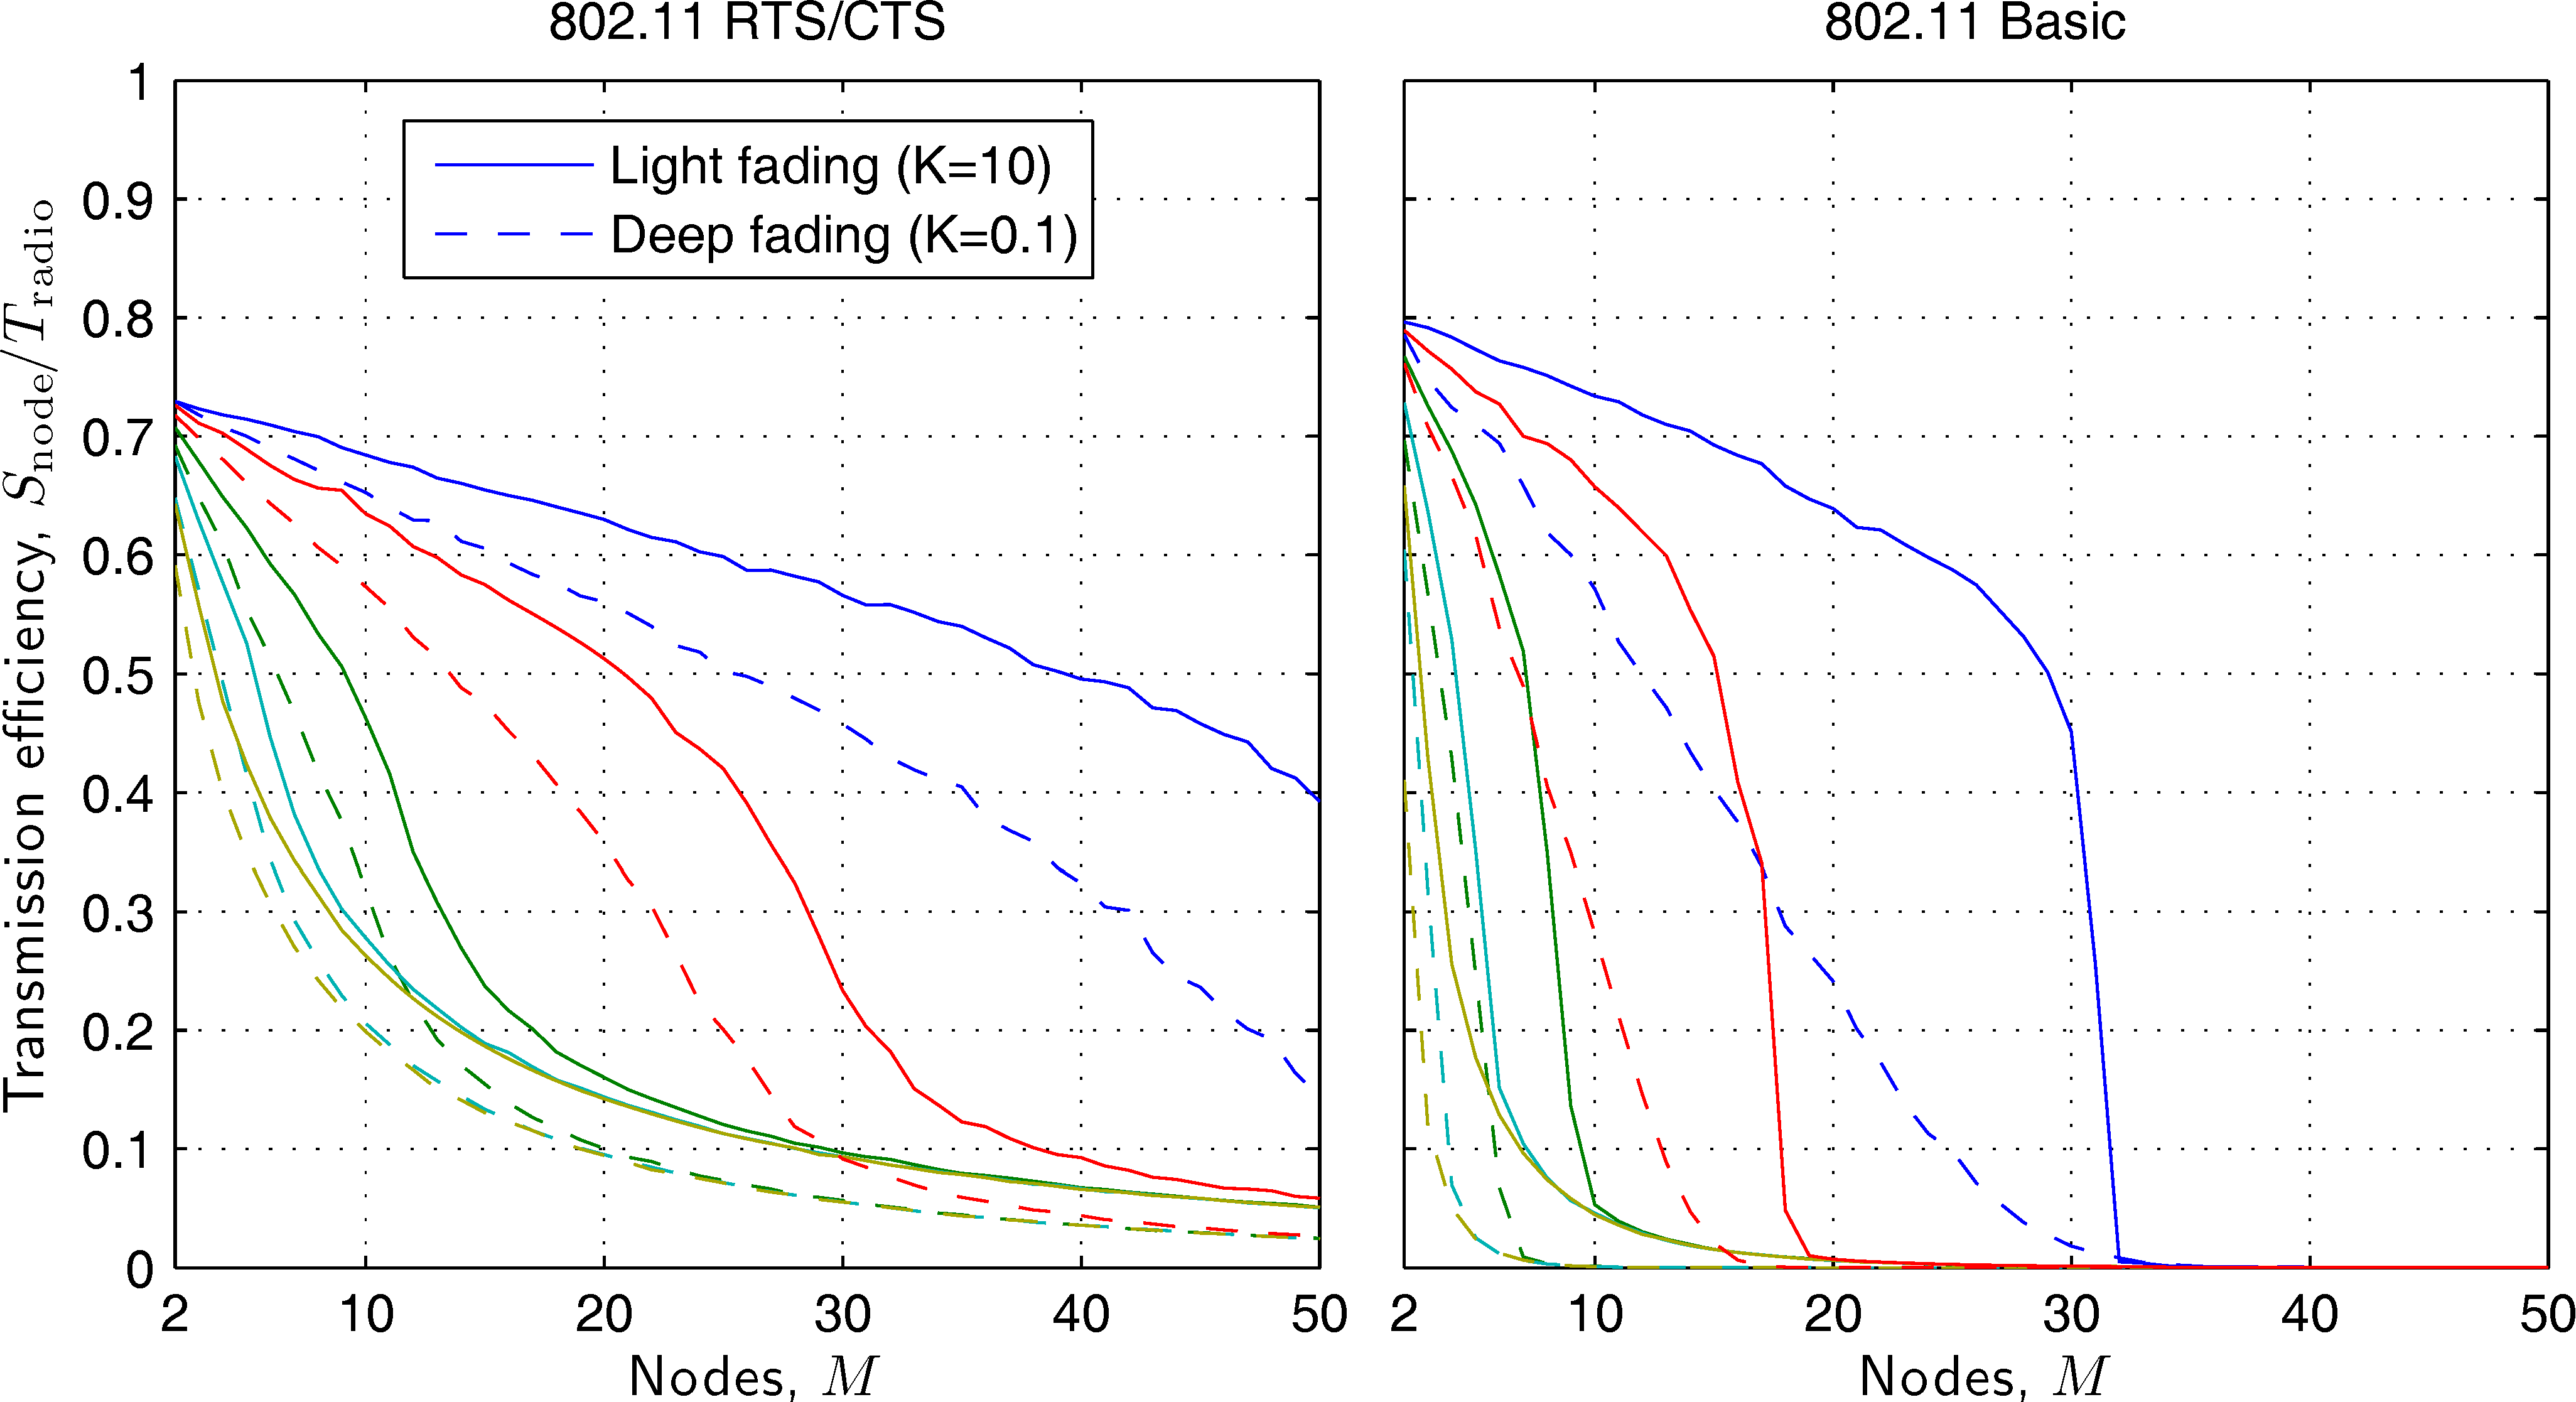 802.11 RTS/CTS
802.11 Basic
Transmission efficiency, S_node/T_radio
1
0.9
0.8
0.7
0.6
0.5
0.4
0.3
0.2
0.1
0
Light fading (K=10)
Deep fading (K=0.1)
2 10 20 30 40 50
2 10 20 30 40 50
Nodes, M
Nodes, M